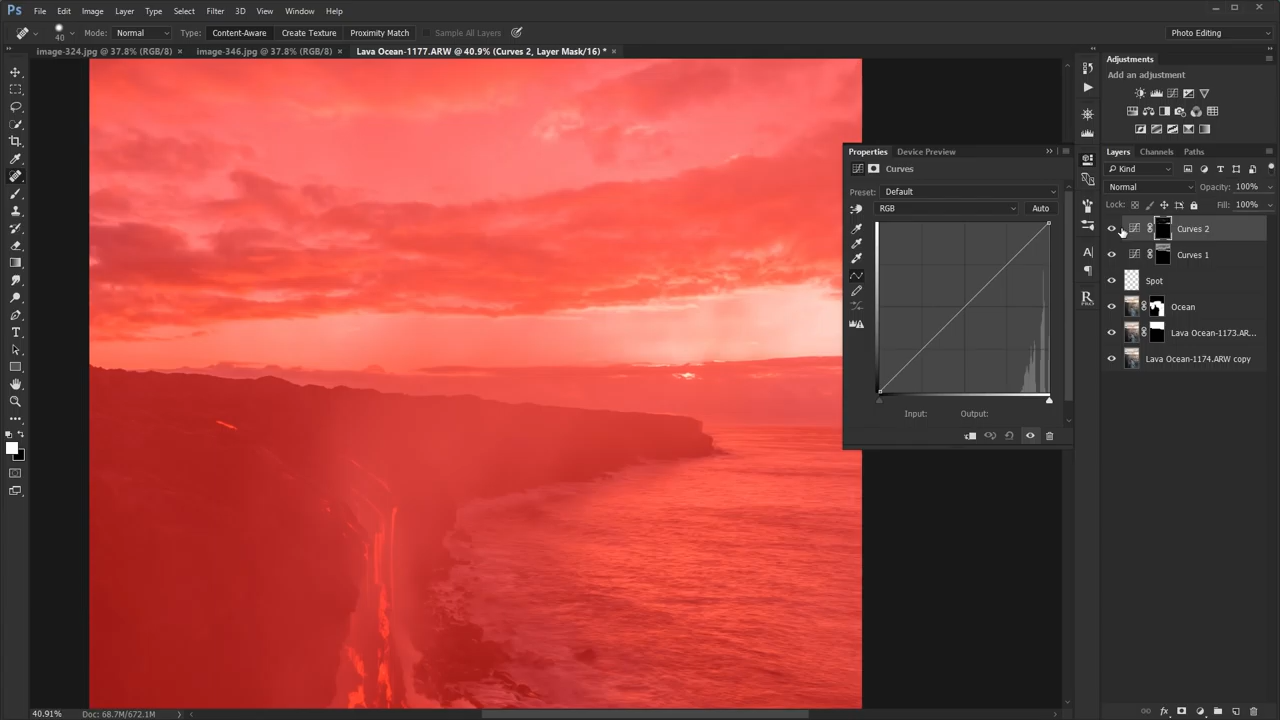 Ps File Edit Image Layer Type Select Filter 3D View Window Help
40 Mode: Normal Type: Content-Aware Create Texture Proximity Match Sample All Layers Photo Editing
image-324.jpg @ 37.8% (RGB/8) × image-346.jpg @ 37.8% (RGB/8) × Lava Ocean-1177.ARW @ 40.9% (Curves 2, Layer Mask/16) * ×
Adjustments
Add an adjustment
Properties Device Preview
Curves
Preset: Default
RGB Auto
Input: Output:
Layers Channels Paths
Kind
Normal Opacity: 100%
Lock: Fill: 100%
Curves 2
Curves 1
Spot
Ocean
Lava Ocean-1173.AR...
Lava Ocean-1174.ARW copy
40.91% Doc: 68.7M/672.1M